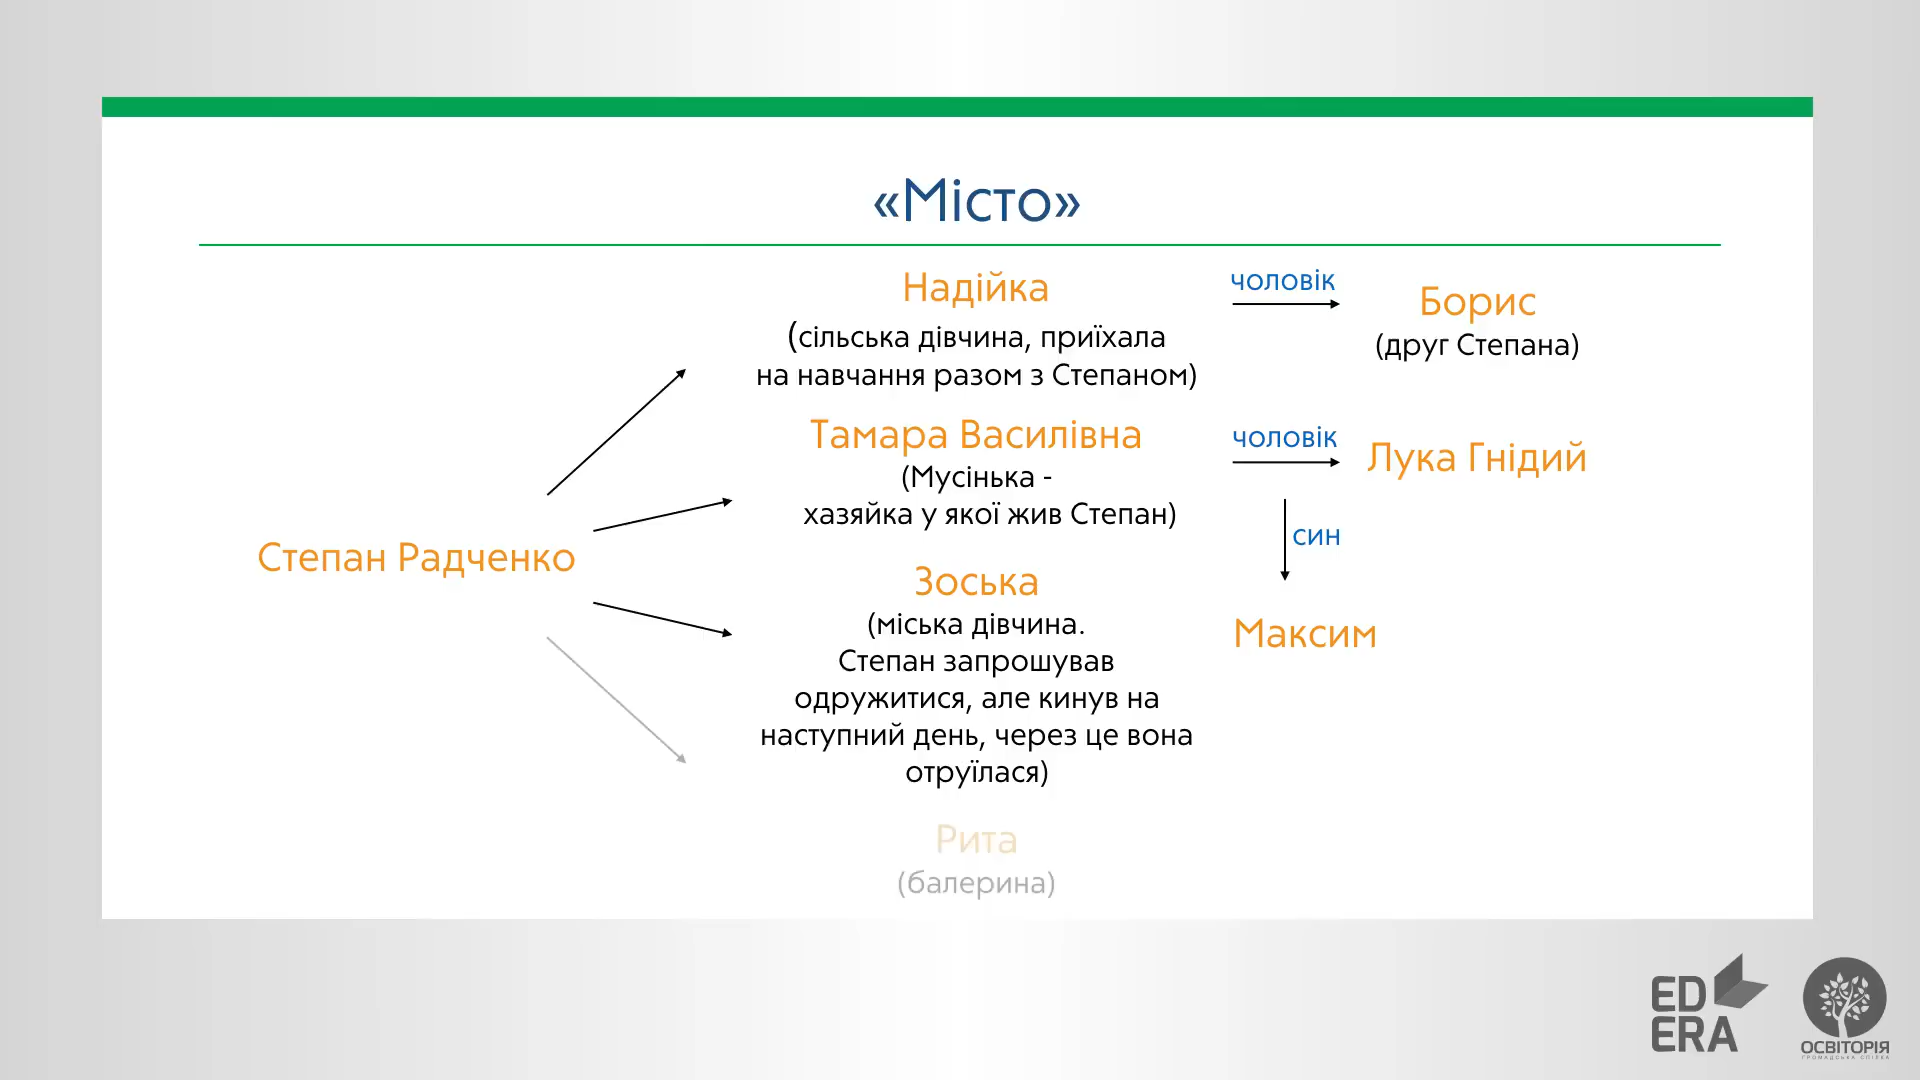 «Місто»
Надійка
(сільська дівчина, приїхала
на навчання разом з Степаном)
чоловік
Борис
(друг Степана)
Тамара Василівна
(Мусінька -
хазяйка у якої жив Степан)
чоловік
Лука Гнідий
син
Максим
Степан Радченко
Зоська
(міська дівчина.
Степан запрошував
одружитися, але кинув на
наступний день, через це вона
отруїлася)
Рита
(балерина)
ED
ERA
ОСВІТОРІЯ
ГРОМАДСЬКА СПІЛКА